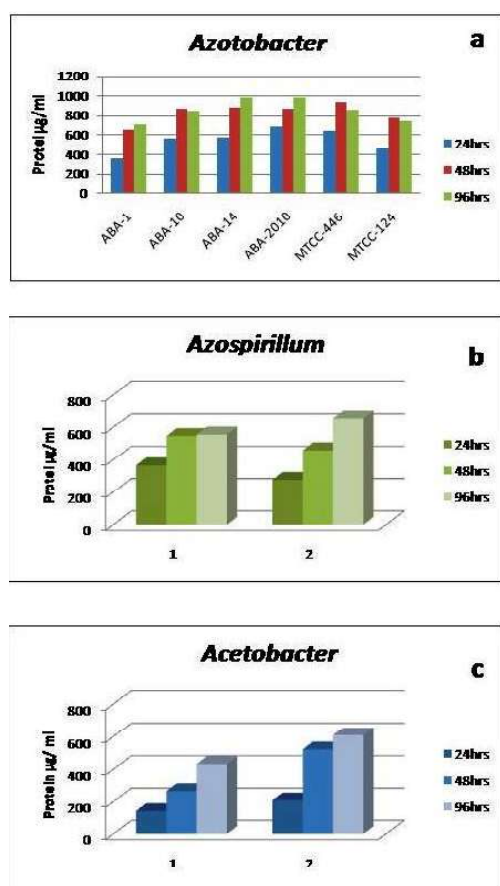 Azotobacter
a
Protei µg/ml
1200
1000
800
600
400
200
0
ABA-1
ABA-10
ABA-14
ABA-2010
MTCC-446
MTCC-124
24hrs
48hrs
96hrs
Azospirillum
b
Protei µg/ml
800
600
400
200
0
1
2
24hrs
48hrs
96hrs
Acetobacter
c
Protein µg/ ml
800
600
400
200
0
1
2
24hrs
48hrs
96hrs